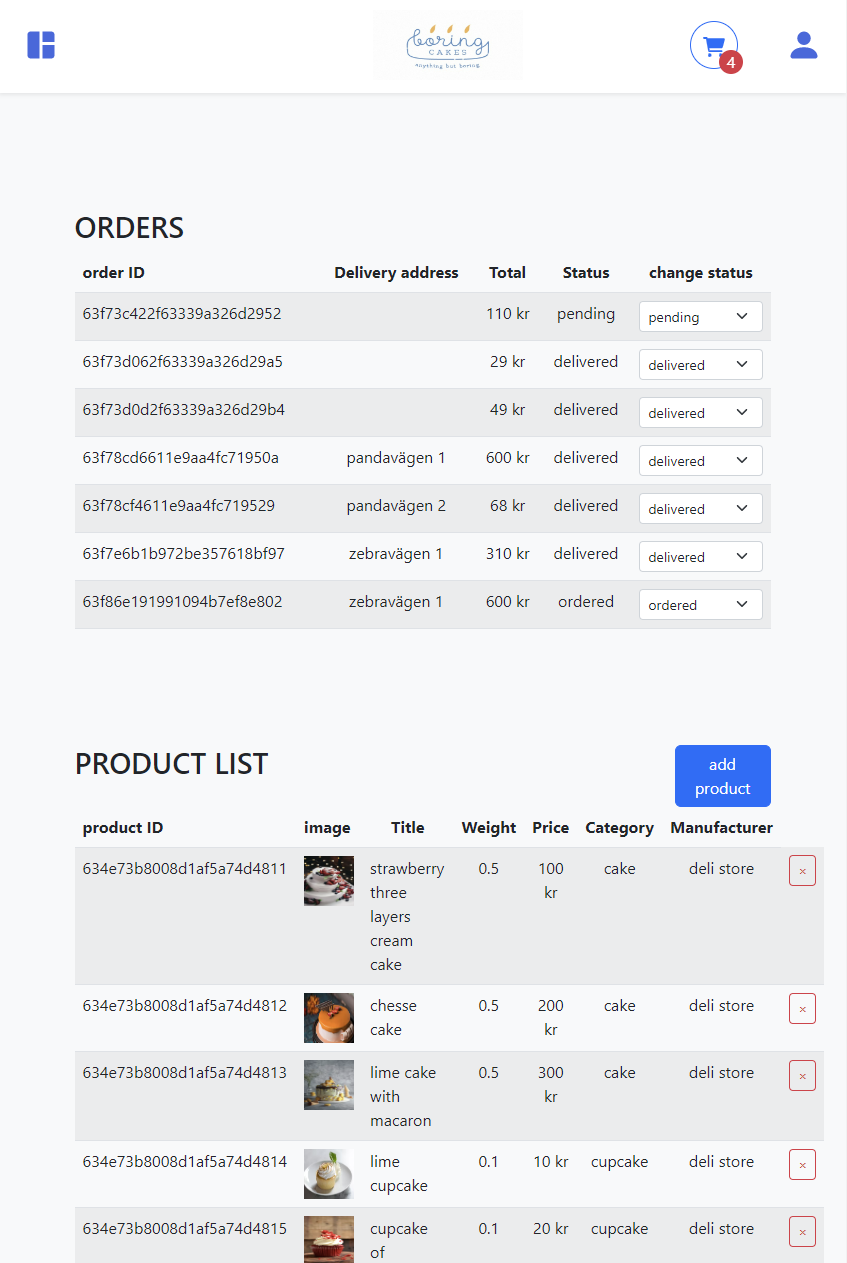 boring
CAKES
anything but boring
4
ORDERS
order ID Delivery address Total Status change status
63f73c422f63339a326d2952 110 kr pending pending
63f73d062f63339a326d29a5 29 kr delivered delivered
63f73d0d2f63339a326d29b4 49 kr delivered delivered
63f78cd6611e9aa4fc71950a pandavägen 1 600 kr delivered delivered
63f78cf4611e9aa4fc719529 pandavägen 2 68 kr delivered delivered
63f7e6b1b972be357618bf97 zebravägen 1 310 kr delivered delivered
63f86e191991094b7ef8e802 zebravägen 1 600 kr ordered ordered
PRODUCT LIST
add
product
product ID image Title Weight Price Category Manufacturer
634e73b8008d1af5a74d4811 strawberry 0.5 100 cake deli store ×
three kr
layers
cream
cake
634e73b8008d1af5a74d4812 chesse 0.5 200 cake deli store ×
cake kr
634e73b8008d1af5a74d4813 lime cake 0.5 300 cake deli store ×
with kr
macaron
634e73b8008d1af5a74d4814 lime 0.1 10 kr cupcake deli store ×
cupcake
634e73b8008d1af5a74d4815 cupcake 0.1 20 kr cupcake deli store ×
of